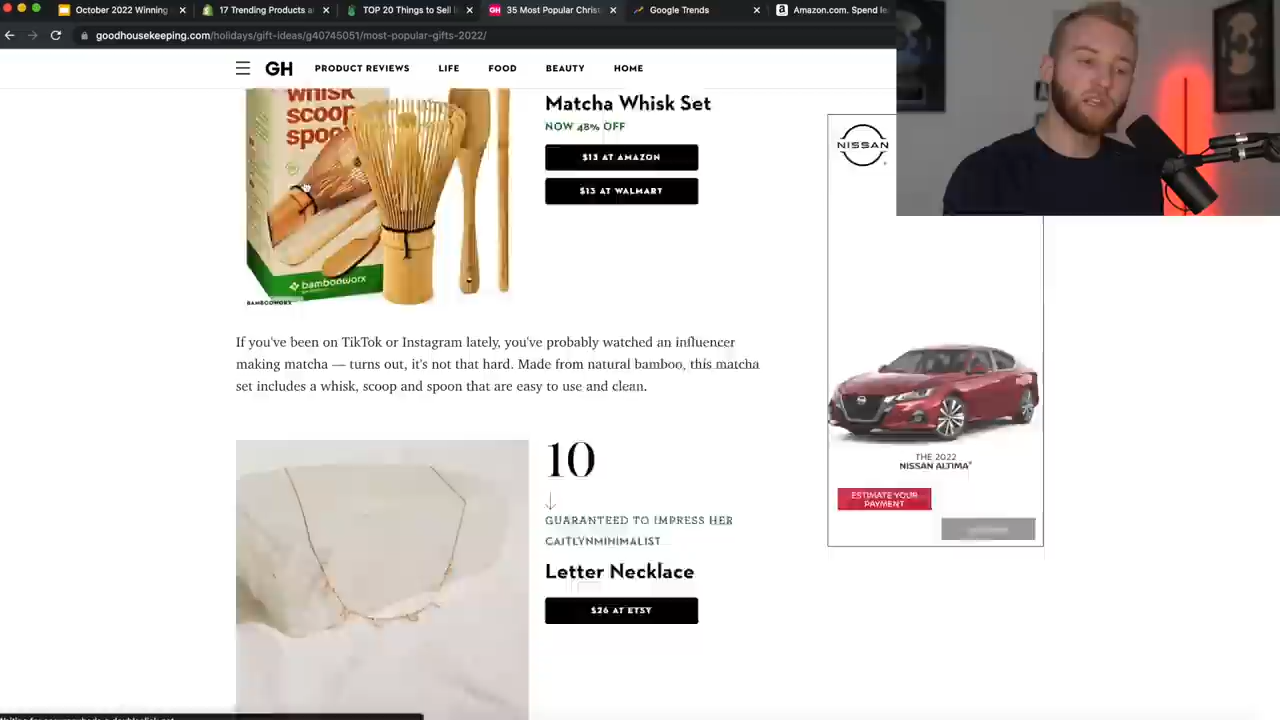 October 2022 Winning
17 Trending Products a
TOP 20 Things to Sell
35 Most Popular Christ
Google Trends
Amazon.com. Spend le
goodhousekeeping.com/holidays/gift-ideas/g40745051/most-popular-gifts-2022/
GH
PRODUCT REVIEWS
LIFE
FOOD
BEAUTY
HOME
whisk
scoop
spoo
bambooworx
BAMBOOWORX
Matcha Whisk Set
NOW 48% OFF
$13 AT AMAZON
$13 AT WALMART
If you've been on TikTok or Instagram lately, you've probably watched an influencer
making matcha — turns out, it's not that hard. Made from natural bamboo, this matcha
set includes a whisk, scoop and spoon that are easy to use and clean.
10
GUARANTEED TO IMPRESS HER
CAITLYNMINIMALIST
Letter Necklace
$26 AT ETSY
NISSAN
THE 2022
NISSAN ALTIMA®
ESTIMATE YOUR
PAYMENT